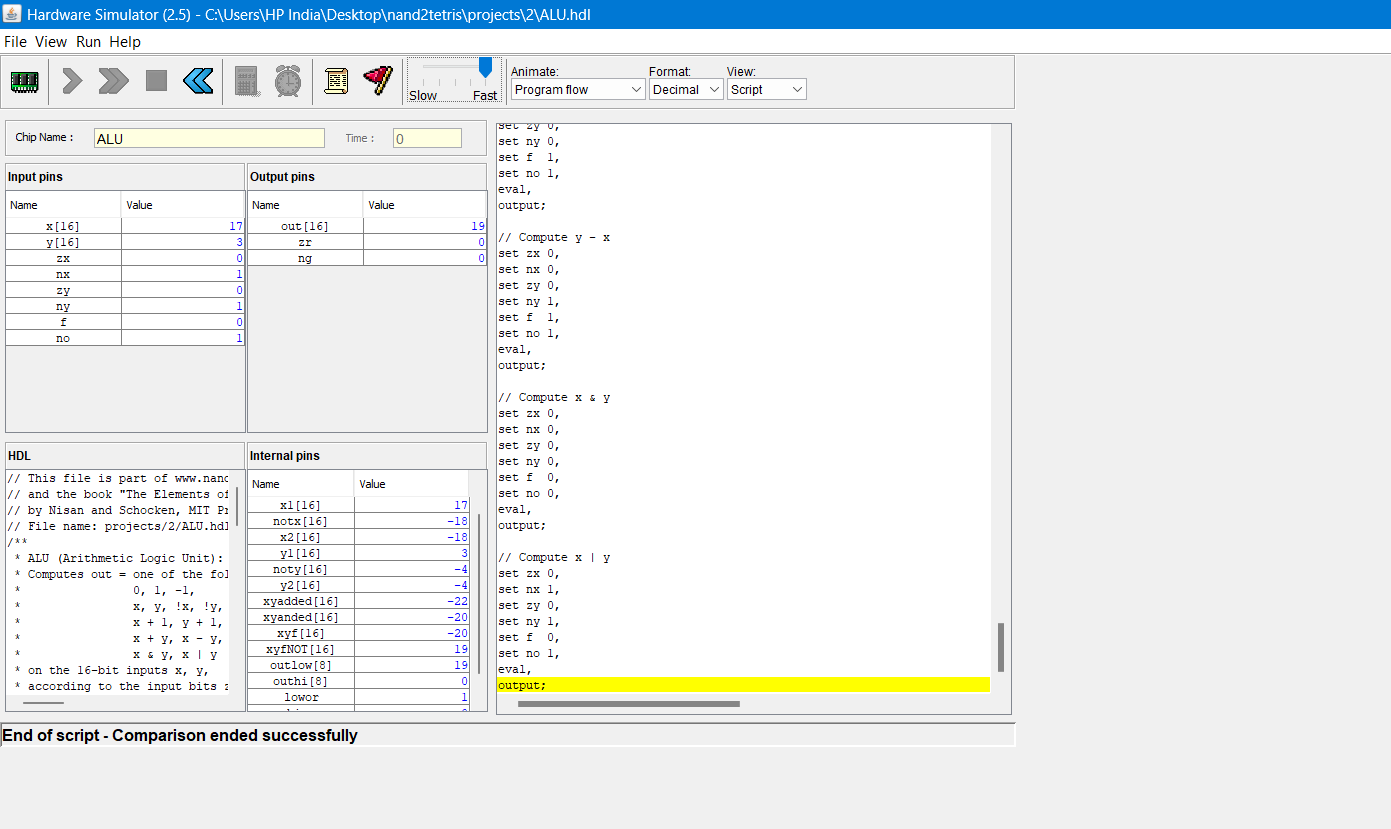 Hardware Simulator (2.5) - C:\Users\HP India\Desktop\nand2tetris\projects\2\ALU.hdl
File View Run Help
Slow Fast
Animate: Format: View:
Program flow Decimal Script
Chip Name : ALU Time : 0
Input pins
Name Value
x[16] 17
y[16] 3
zx 0
nx 1
zy 0
ny 1
f 0
no 1
Output pins
Name Value
out[16] 19
zr 0
ng 0
HDL
// This file is part of www.nand
// and the book "The Elements of
// by Nisan and Schocken, MIT Pr
// File name: projects/2/ALU.hdl
/**
* ALU (Arithmetic Logic Unit):
* Computes out = one of the fol
* 0, 1, -1,
* x, y, !x, !y,
* x + 1, y + 1,
* x + y, x - y,
* x & y, x | y
* on the 16-bit inputs x, y,
* according to the input bits z
Internal pins
Name Value
x1[16] 17
notx[16] -18
x2[16] -18
y1[16] 3
noty[16] -4
y2[16] -4
xyadded[16] -22
xyanded[16] -20
xyf[16] -20
xyfNOT[16] 19
outlow[8] 19
outhi[8] 0
lowor 1
set zy 0,
set ny 0,
set f 1,
set no 1,
eval,
output;
// Compute y - x
set zx 0,
set nx 0,
set zy 0,
set ny 1,
set f 1,
set no 1,
eval,
output;
// Compute x & y
set zx 0,
set nx 0,
set zy 0,
set ny 0,
set f 0,
set no 0,
eval,
output;
// Compute x | y
set zx 0,
set nx 1,
set zy 0,
set ny 1,
set f 0,
set no 1,
eval,
output;
End of script - Comparison ended successfully